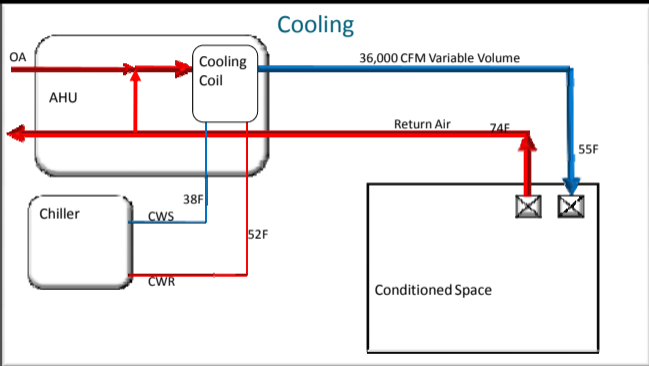 Cooling
OA
Cooling
Coil
36,000 CFM Variable Volume
AHU
Return Air
74F
55F
38F
Chiller
CWS
52F
CWR
Conditioned Space